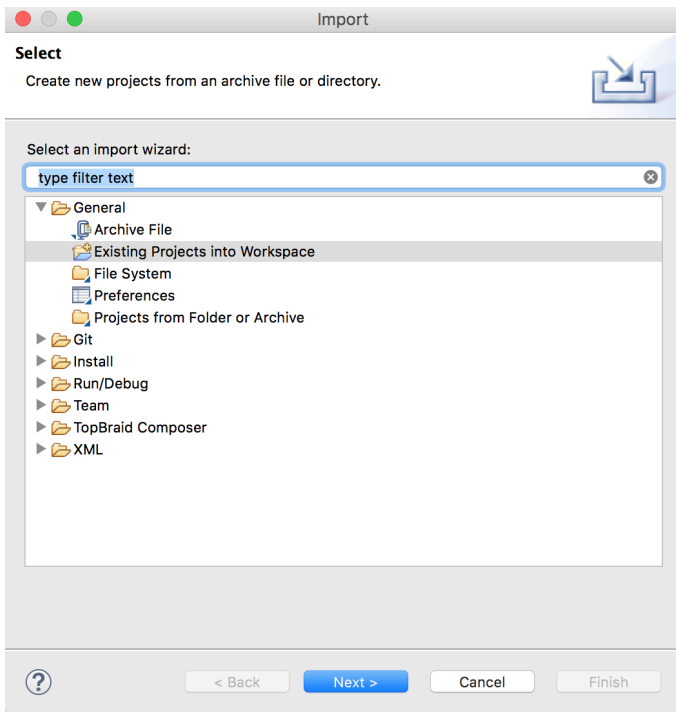 Import
Select
Create new projects from an archive file or directory.
Select an import wizard:
type filter text
General
Archive File
Existing Projects into Workspace
File System
Preferences
Projects from Folder or Archive
Git
Install
Run/Debug
Team
TopBraid Composer
XML
? < Back Next > Cancel Finish